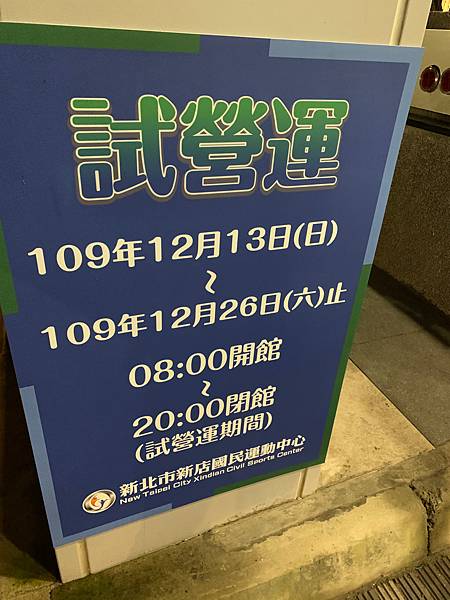 試營運
109年12月13日(日)
~
109年12月26日(六)止
08:00開館
~
20:00閉館
(試營運期間)
新北市新店國民運動中心
New Taipei City Xindian Civil Sports Center